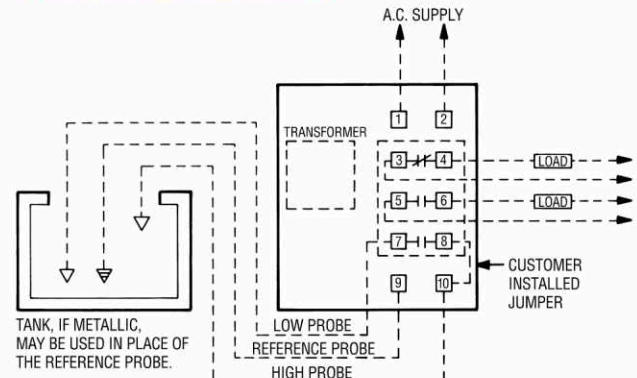 A.C. SUPPLY
1 2
TRANSFORMER
3 4 LOAD
5 6 LOAD
7 8
9 10
CUSTOMER
INSTALLED
JUMPER
TANK, IF METALLIC,
MAY BE USED IN PLACE OF
THE REFERENCE PROBE.
LOW PROBE
REFERENCE PROBE
HIGH PROBE